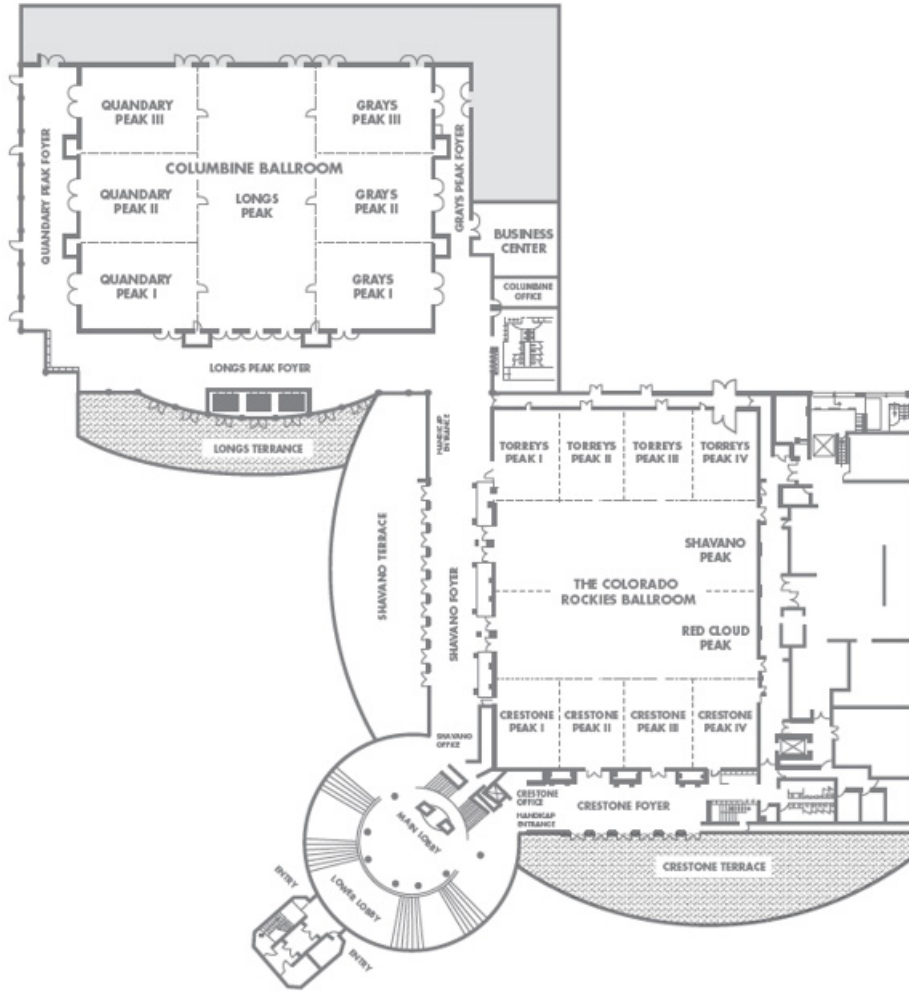 QUANDARY
PEAK III
GRAYS
PEAK III
QUANDARY PEAK FOYER
GRAYS PEAK FOYER
COLUMBINE BALLROOM
QUANDARY
PEAK II
LONGS
PEAK
GRAYS
PEAK II
BUSINESS
CENTER
QUANDARY
PEAK I
GRAYS
PEAK I
COLUMBINE
OFFICE
LONGS PEAK FOYER
LONGS TERRANCE
HANDICAP
ENTRANCE
TORREYS
PEAK I
TORREYS
PEAK II
TORREYS
PEAK III
TORREYS
PEAK IV
SHAVANO TERRACE
SHAVANO FOYER
SHAVANO
PEAK
THE COLORADO
ROCKIES BALLROOM
RED CLOUD
PEAK
CRESTONE
PEAK I
CRESTONE
PEAK II
CRESTONE
PEAK III
CRESTONE
PEAK IV
SHAVANO
OFFICE
CRESTONE
OFFICE
CRESTONE FOYER
HANDICAP
ENTRANCE
MAIN LOBBY
CRESTONE TERRACE
LOWER LOBBY
ENTRY
ENTRY